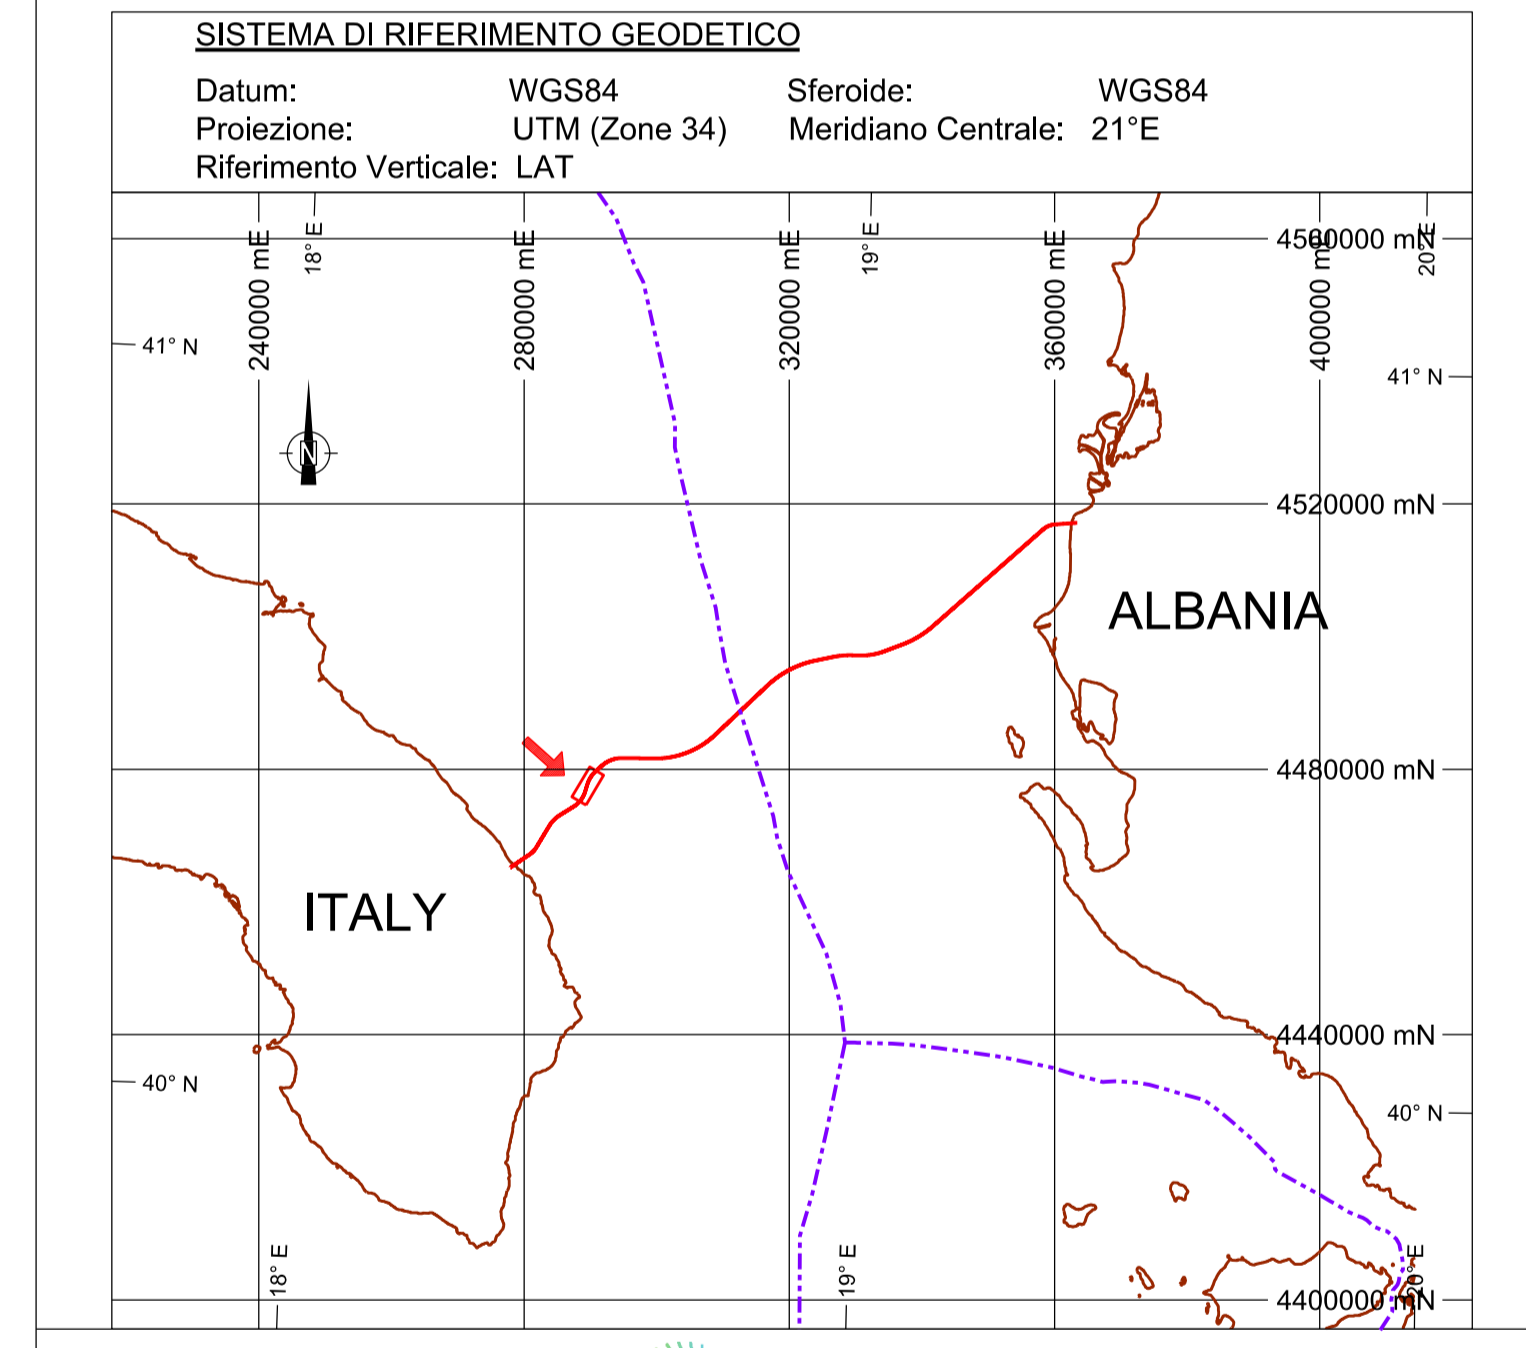 SISTEMA DI RIFERIMENTO GEODETICO
Datum: WGS84 Sferoide: WGS84
Proiezione: UTM (Zone 34) Meridiano Centrale: 21°E
Riferimento Verticale: LAT
240000 mE
18° E
280000 mE
320000 mE
19° E
360000 mE
400000 mE
20° E
4560000 mN
41° N
41° N
N
4520000 mN
ALBANIA
4480000 mN
ITALY
4440000 mN
40° N
40° N
18° E
19° E
20° E
4400000 mN